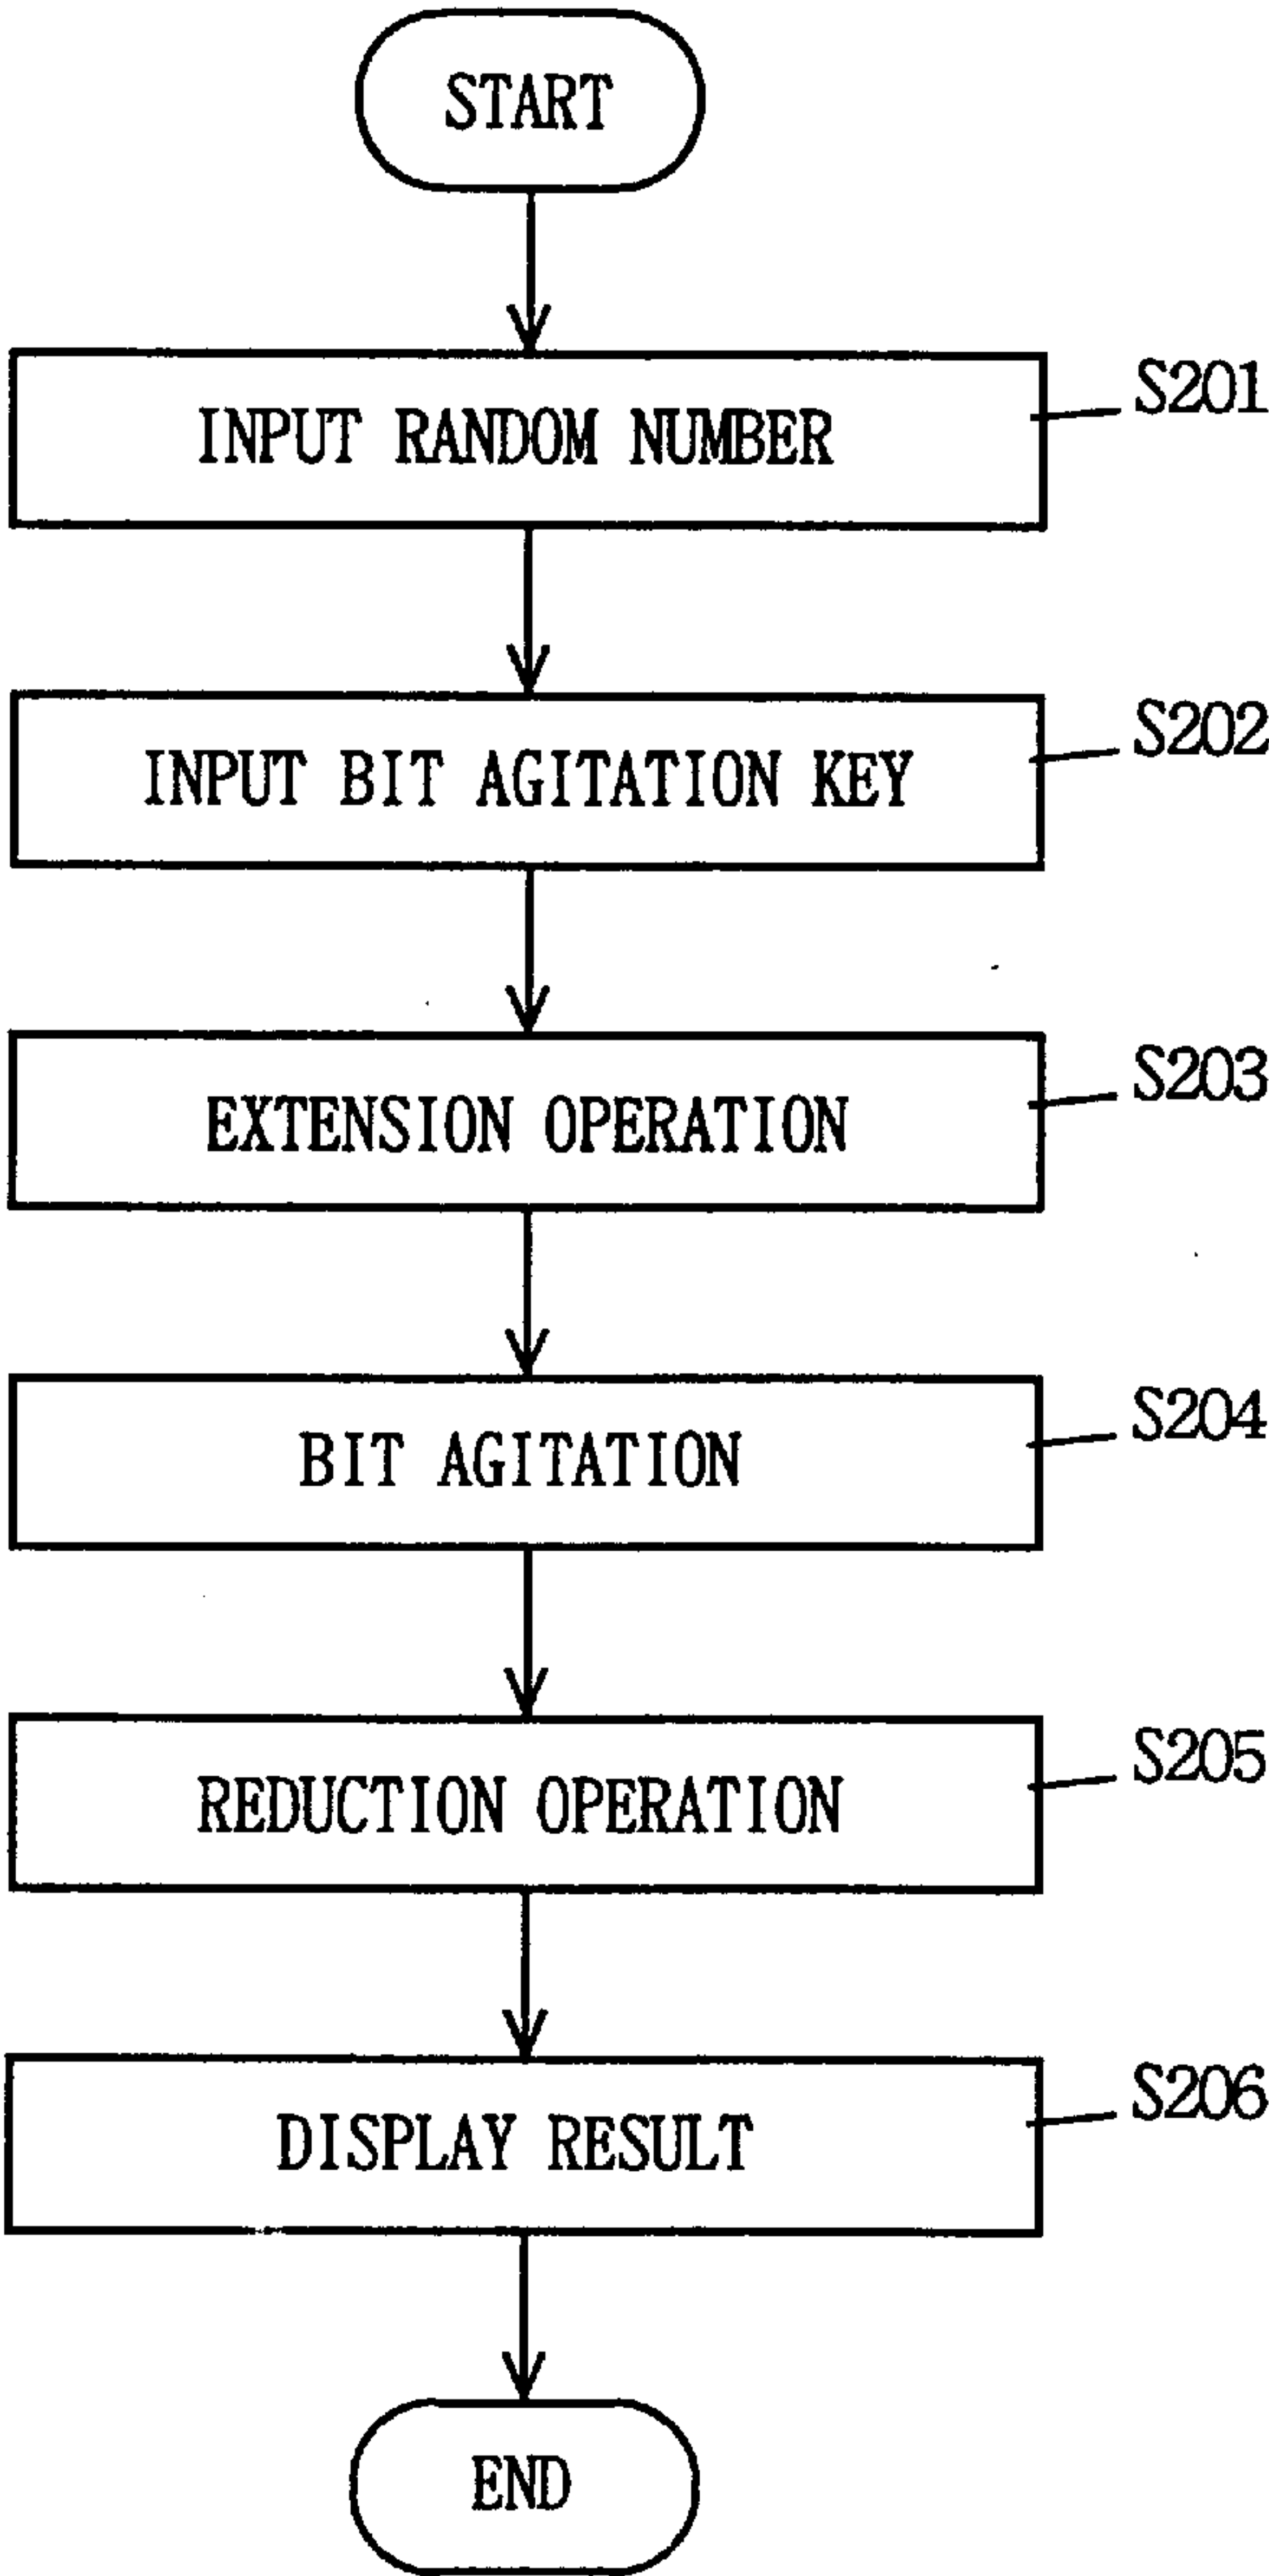 START
INPUT RANDOM NUMBER
S201
INPUT BIT AGITATION KEY
S202
EXTENSION OPERATION
S203
BIT AGITATION
S204
REDUCTION OPERATION
S205
DISPLAY RESULT
S206
END